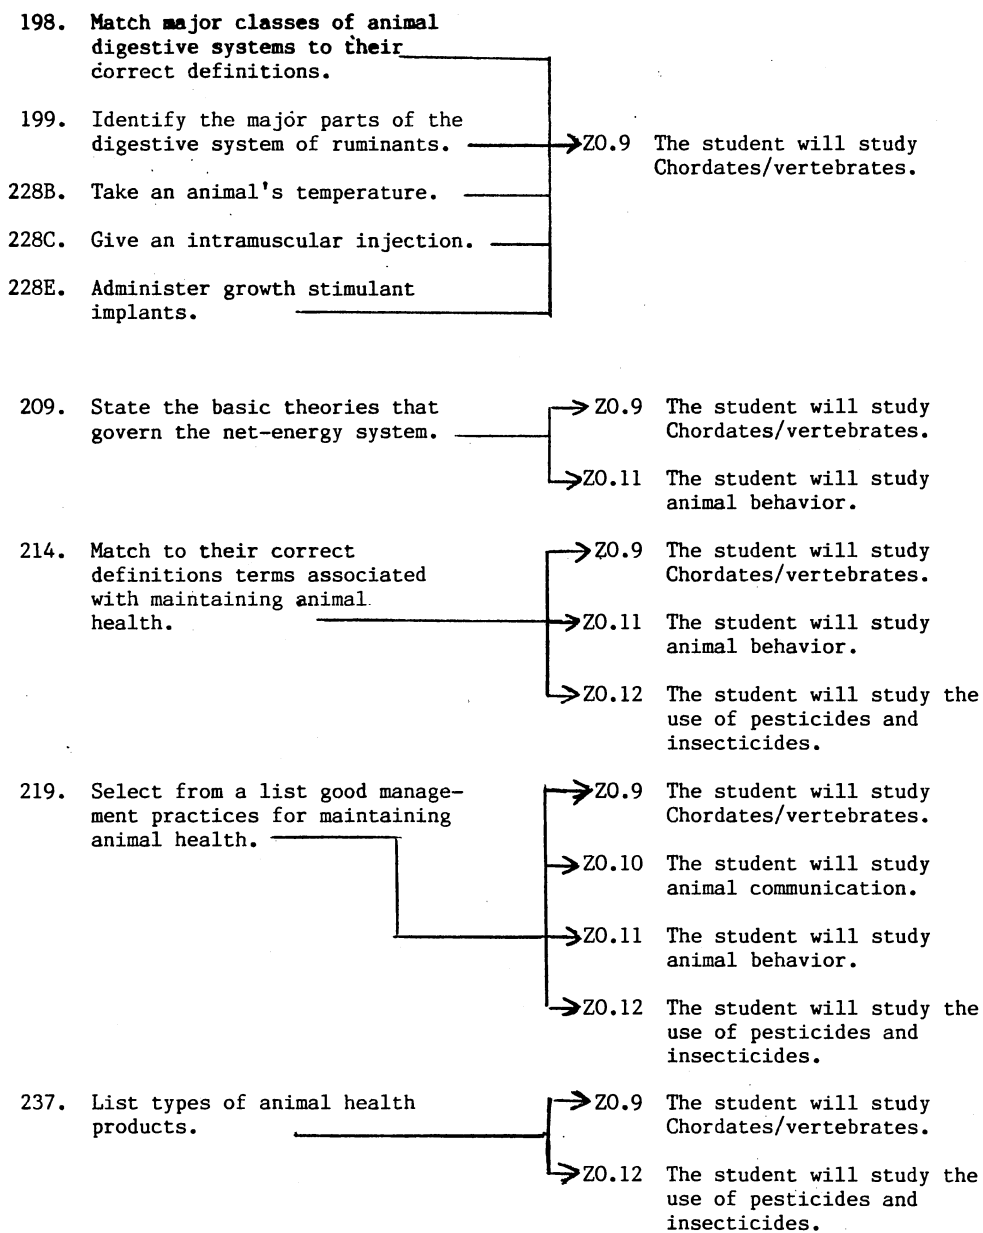 198. Match major classes of animal
digestive systems to their
correct definitions.
199. Identify the major parts of the
digestive system of ruminants.
228B. Take an animal's temperature.
228C. Give an intramuscular injection.
228E. Administer growth stimulant
implants.
ZO.9 The student will study
Chordates/vertebrates.
209. State the basic theories that
govern the net-energy system.
ZO.9 The student will study
Chordates/vertebrates.
ZO.11 The student will study
animal behavior.
214. Match to their correct
definitions terms associated
with maintaining animal
health.
ZO.9 The student will study
Chordates/vertebrates.
ZO.11 The student will study
animal behavior.
ZO.12 The student will study the
use of pesticides and
insecticides.
219. Select from a list good manage-
ment practices for maintaining
animal health.
ZO.9 The student will study
Chordates/vertebrates.
ZO.10 The student will study
animal communication.
ZO.11 The student will study
animal behavior.
ZO.12 The student will study the
use of pesticides and
insecticides.
237. List types of animal health
products.
ZO.9 The student will study
Chordates/vertebrates.
ZO.12 The student will study the
use of pesticides and
insecticides.